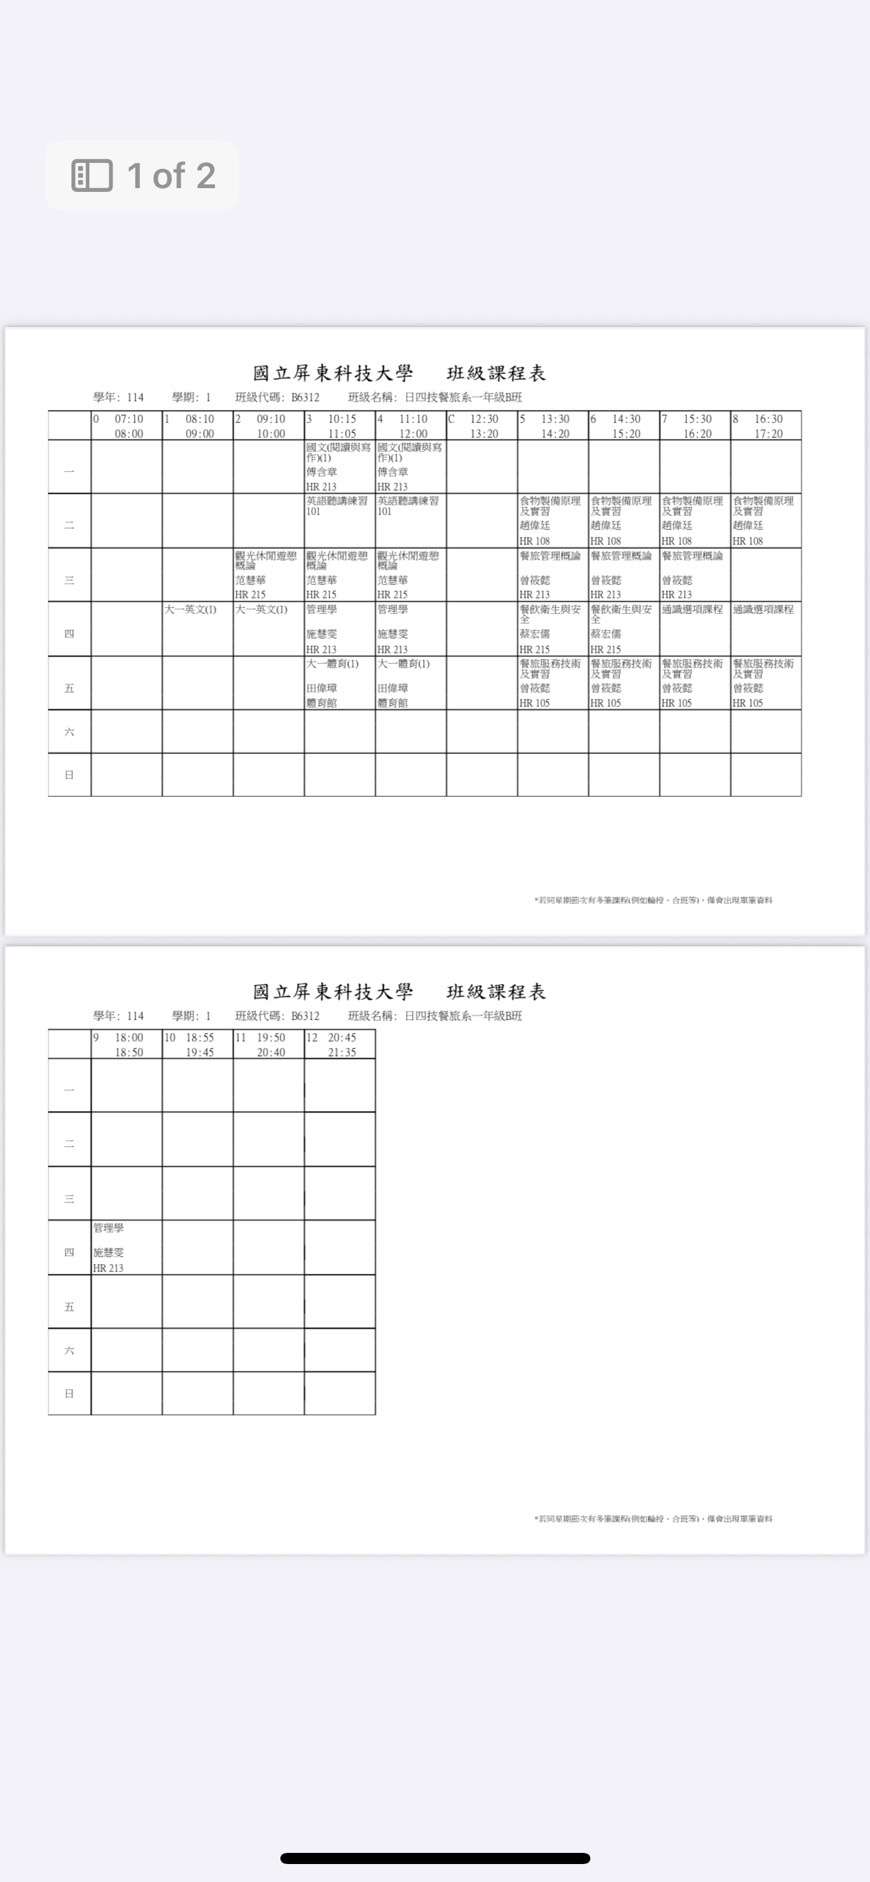 1 of 2
國立屏東科技大學 班級課程表
學年: 114 學期: 1 班級代碼: B6312 班級名稱: 日四技餐旅系一年級B班
0 07:10 1 08:10 2 09:10 3 10:15 4 11:10 C 12:30 5 13:30 6 14:30 7 15:30 8 16:30
08:00 09:00 10:00 11:05 12:00 13:20 14:20 15:20 16:20 17:20
國文(閱讀與寫 國文(閱讀與寫
作)(1) 作)(1)
一 傅含章 傅含章
HR 213 HR 213
英語聽講練習 英語聽講練習 食物製備原理 食物製備原理 食物製備原理 食物製備原理
101 101 及實習 及實習 及實習 及實習
二 趙偉廷 趙偉廷 趙偉廷 趙偉廷
HR 108 HR 108 HR 108 HR 108
觀光休閒遊憩 觀光休閒遊憩 觀光休閒遊憩 餐旅管理概論 餐旅管理概論 餐旅管理概論
概論 概論 概論
三 范慧華 范慧華 范慧華 曾筱懿 曾筱懿 曾筱懿
HR 215 HR 215 HR 215 HR 213 HR 213 HR 213
大一英文(1) 大一英文(1) 管理學 管理學 餐飲衛生與安 餐飲衛生與安 通識選項課程 通識選項課程
全 全
四 施慧雯 施慧雯 蔡宏儒 蔡宏儒
HR 213 HR 213 HR 215 HR 215
大一體育(1) 大一體育(1) 餐旅服務技術 餐旅服務技術 餐旅服務技術 餐旅服務技術
及實習 及實習 及實習 及實習
五 田偉璋 田偉璋 曾筱懿 曾筱懿 曾筱懿 曾筱懿
體育館 體育館 HR 105 HR 105 HR 105 HR 105
六
日
*若同星期節次有多筆課程(例如輪授、合班等)，僅會出現單筆資料
國立屏東科技大學 班級課程表
學年: 114 學期: 1 班級代碼: B6312 班級名稱: 日四技餐旅系一年級B班
9 18:00 10 18:55 11 19:50 12 20:45
18:50 19:45 20:40 21:35
一
二
三
管理學
四 施慧雯
HR 213
五
六
日
*若同星期節次有多筆課程(例如輪授、合班等)，僅會出現單筆資料